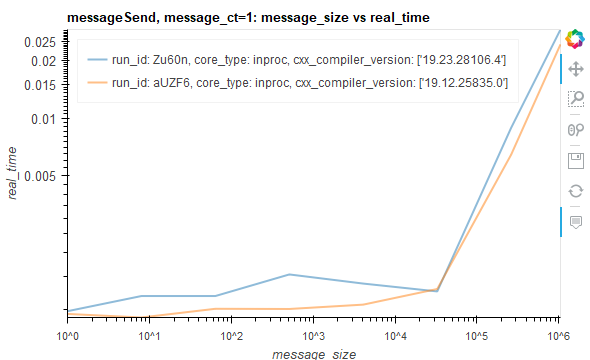 messageSend, message_ct=1: message_size vs real_time
run_id: Zu60n, core_type: inproc, cxx_compiler_version: ['19.23.28106.4']
run_id: aUZF6, core_type: inproc, cxx_compiler_version: ['19.12.25835.0']
0.025
0.02
0.015
0.01
0.005
real_time
10^0 10^1 10^2 10^3 10^4 10^5 10^6
message_size